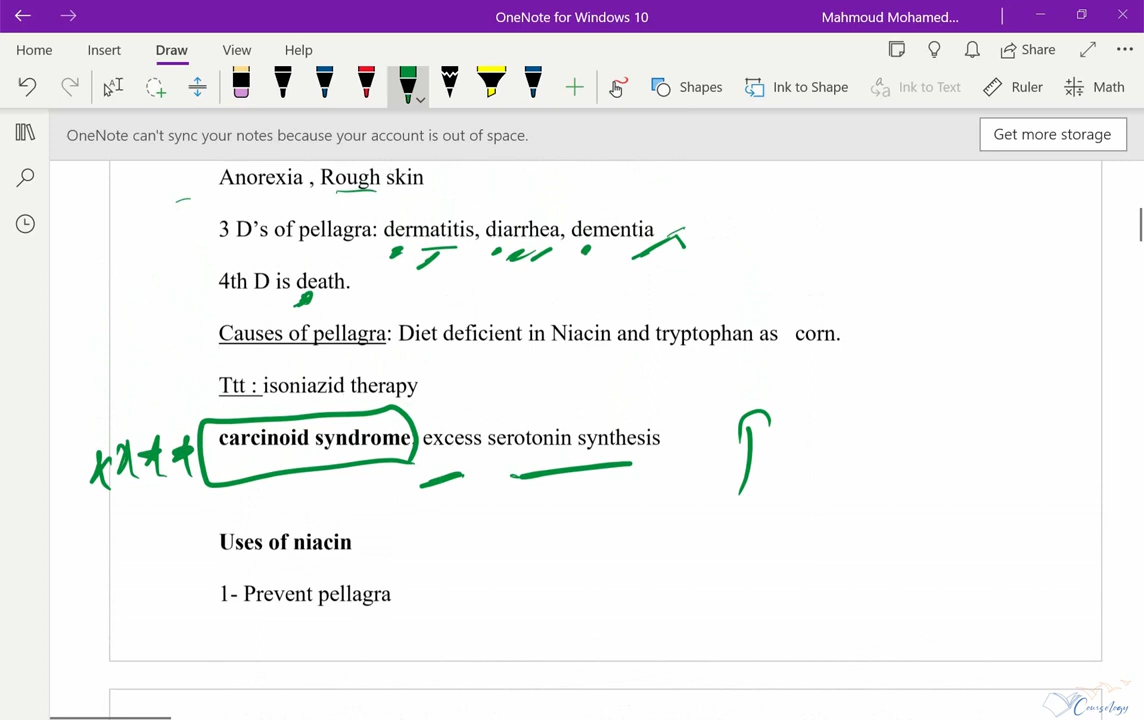 OneNote for Windows 10
Mahmoud Mohamed...
Home Insert Draw View Help Share
Shapes Ink to Shape Ink to Text Ruler Math
OneNote can't sync your notes because your account is out of space. Get more storage
Anorexia , Rough skin
3 D's of pellagra: dermatitis, diarrhea, dementia
4th D is death.
Causes of pellagra: Diet deficient in Niacin and tryptophan as corn.
Ttt : isoniazid therapy
carcinoid syndrome excess serotonin synthesis
Uses of niacin
1- Prevent pellagra
Courselogy